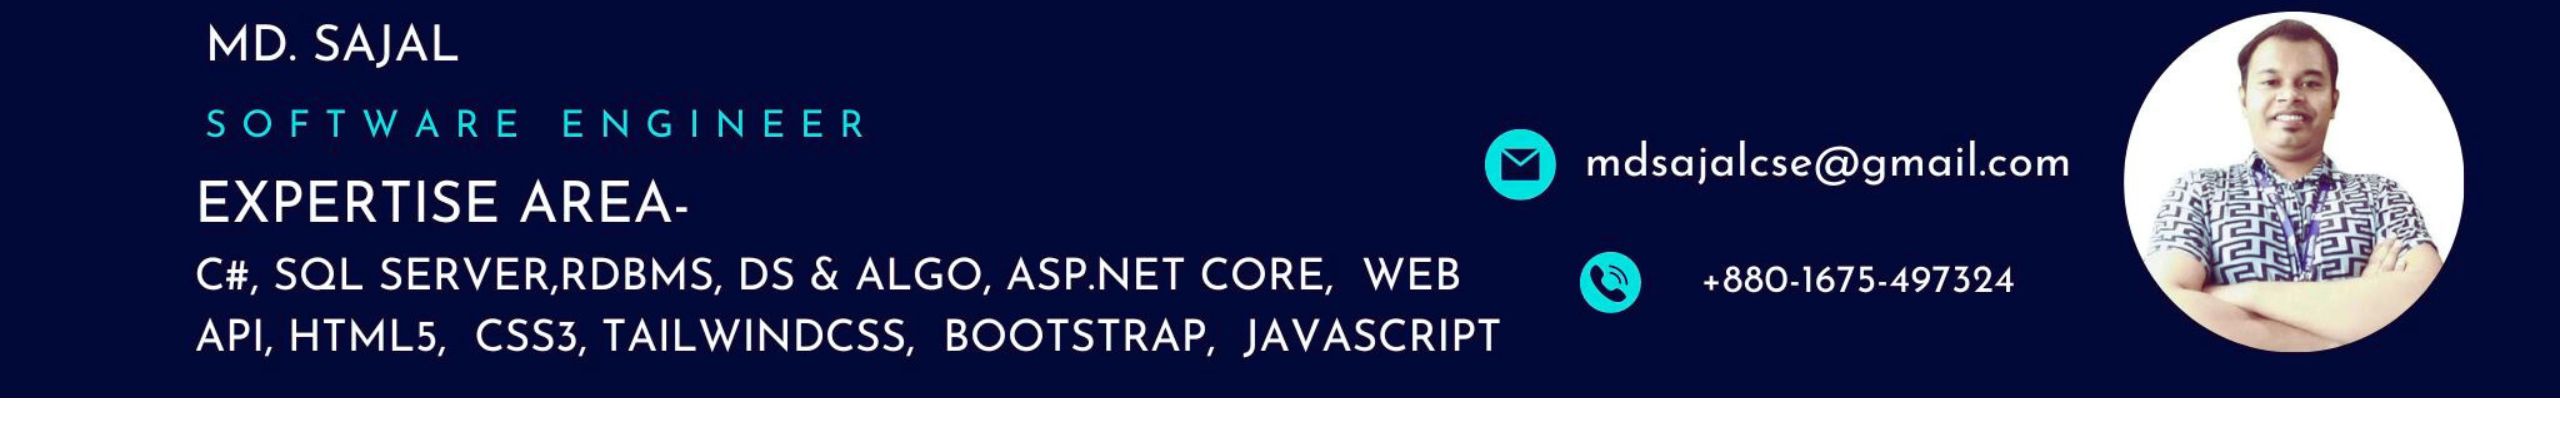 MD. SAJAL
SOFTWARE ENGINEER
EXPERTISE AREA-
C#, SQL SERVER,RDBMS, DS & ALGO, ASP.NET CORE, WEB
API, HTML5, CSS3, TAILWINDCSS, BOOTSTRAP, JAVASCRIPT
mdsajalcse@gmail.com
+880-1675-497324